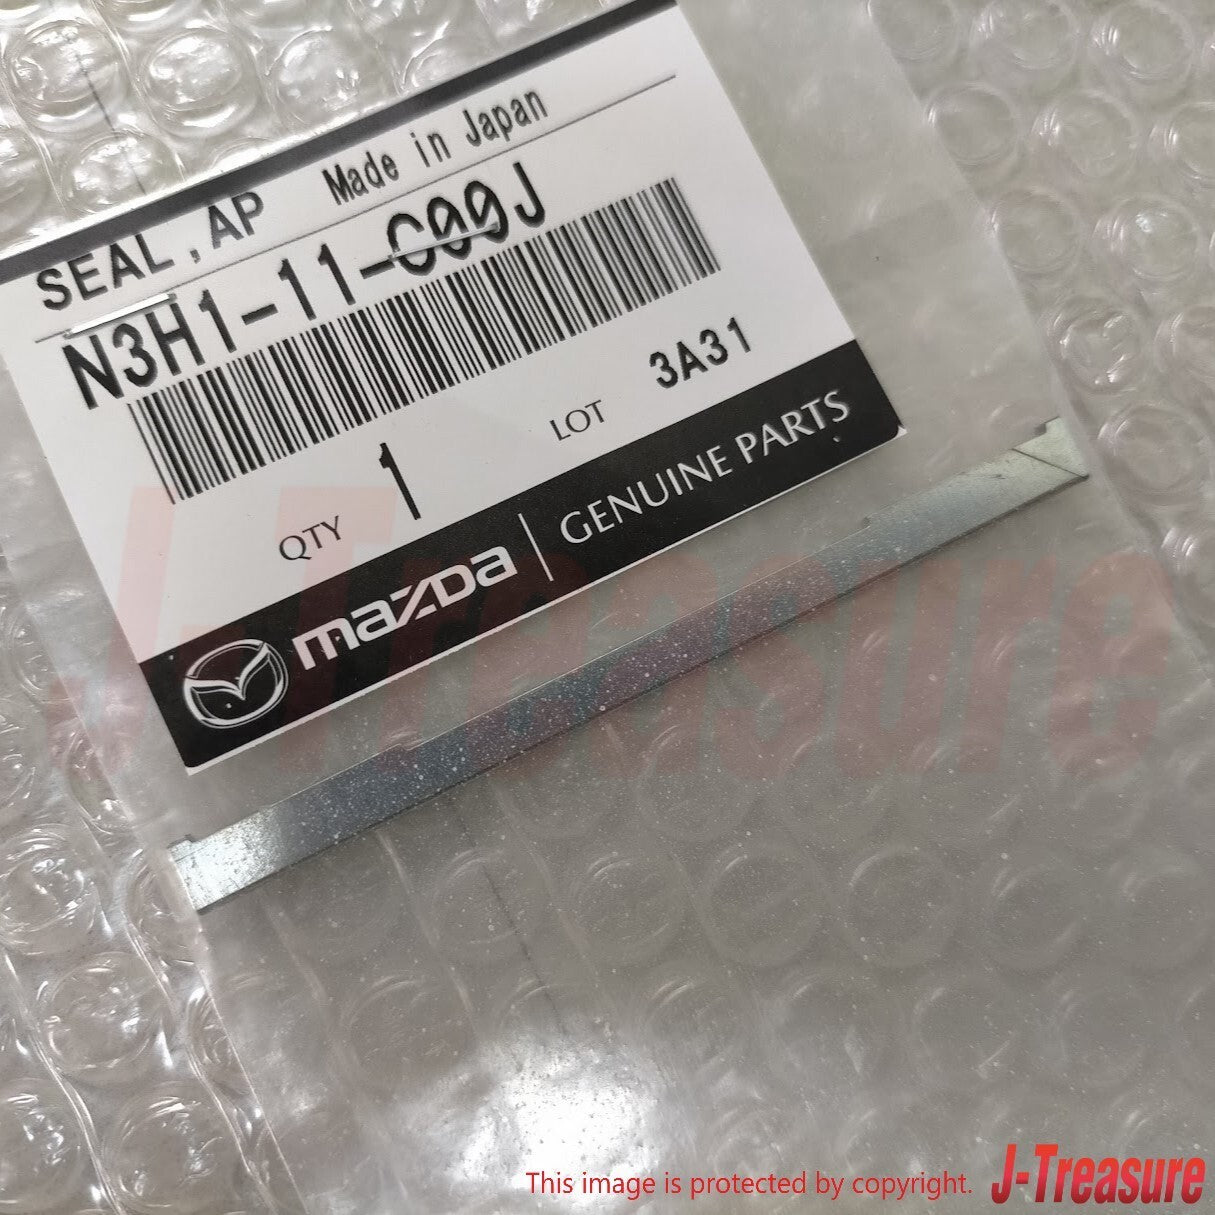 SEAL, AP Made in Japan
N3H1-11-C00J
QTY 1 LOT 3A31
mazda GENUINE PARTS
J-Treasure
This image is protected by copyright. J-Treasure